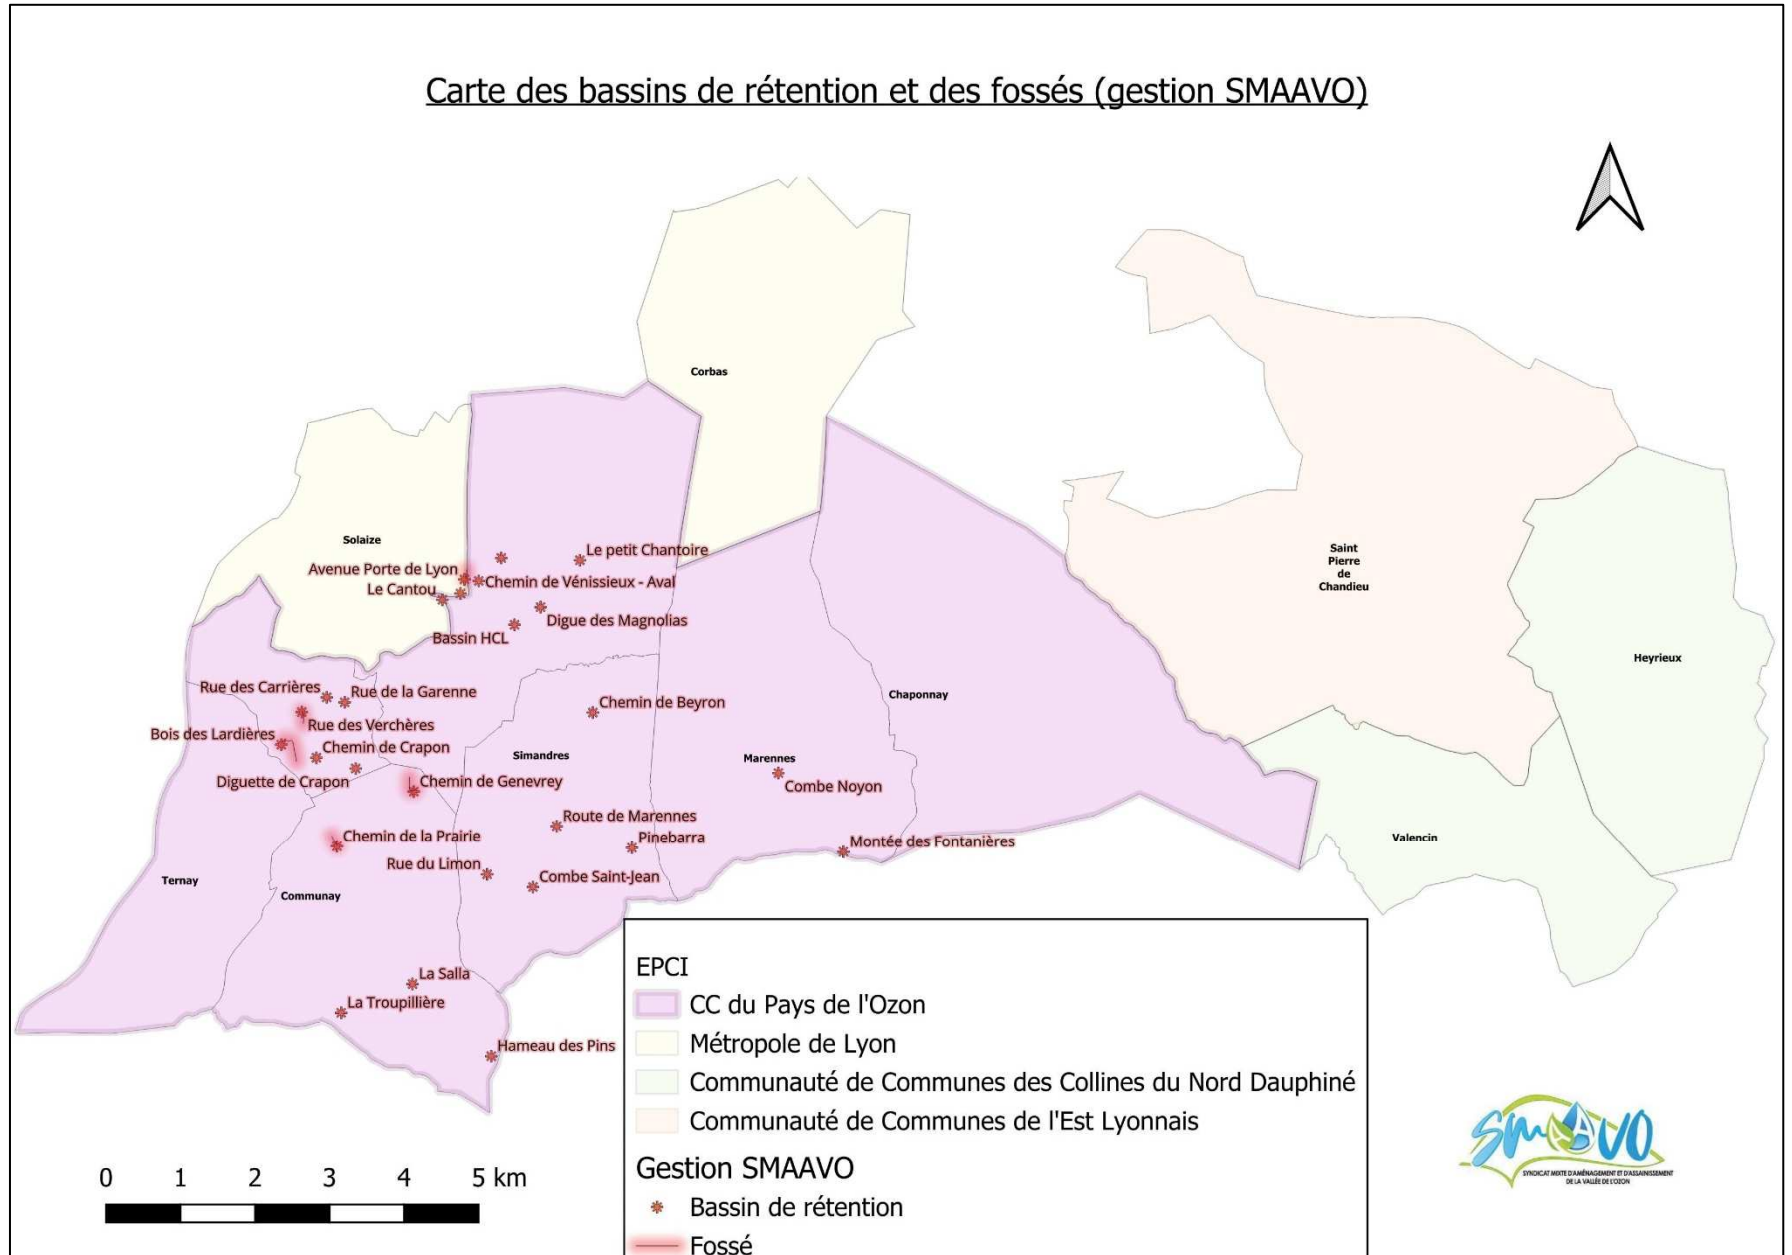 Carte des bassins de rétention et des fossés (gestion SMAAVO)
Corbas
Solaize
Saint
Pierre
de
Chandieu
Le petit Chantoire
Avenue Porte de Lyon
Chemin de Vénissieux - Aval
Le Cantou
Digue des Magnolias
Bassin HCL
Heyrieux
Rue des Carrières
Rue de la Garenne
Chaponnay
Chemin de Beyron
Rue des Verchères
Bois des Lardières
Chemin de Crapon
Simandres
Marennes
Diguette de Crapon
Chemin de Genevrey
Combe Noyon
Route de Marennes
Chemin de la Prairie
Pinebarra
Montée des Fontanières
Valencin
Rue du Limon
Combe Saint-Jean
Ternay
Communay
La Salla
La Troupillière
Hameau des Pins
EPCI
CC du Pays de l'Ozon
Métropole de Lyon
Communauté de Communes des Collines du Nord Dauphiné
Communauté de Communes de l'Est Lyonnais
Gestion SMAAVO
Bassin de rétention
Fossé
0 1 2 3 4 5 km
SMAAVO
SYNDICAT MIXTE D'AMÉNAGEMENT ET D'ASSAINISSEMENT
DE LA VALLÉE DE L'OZON